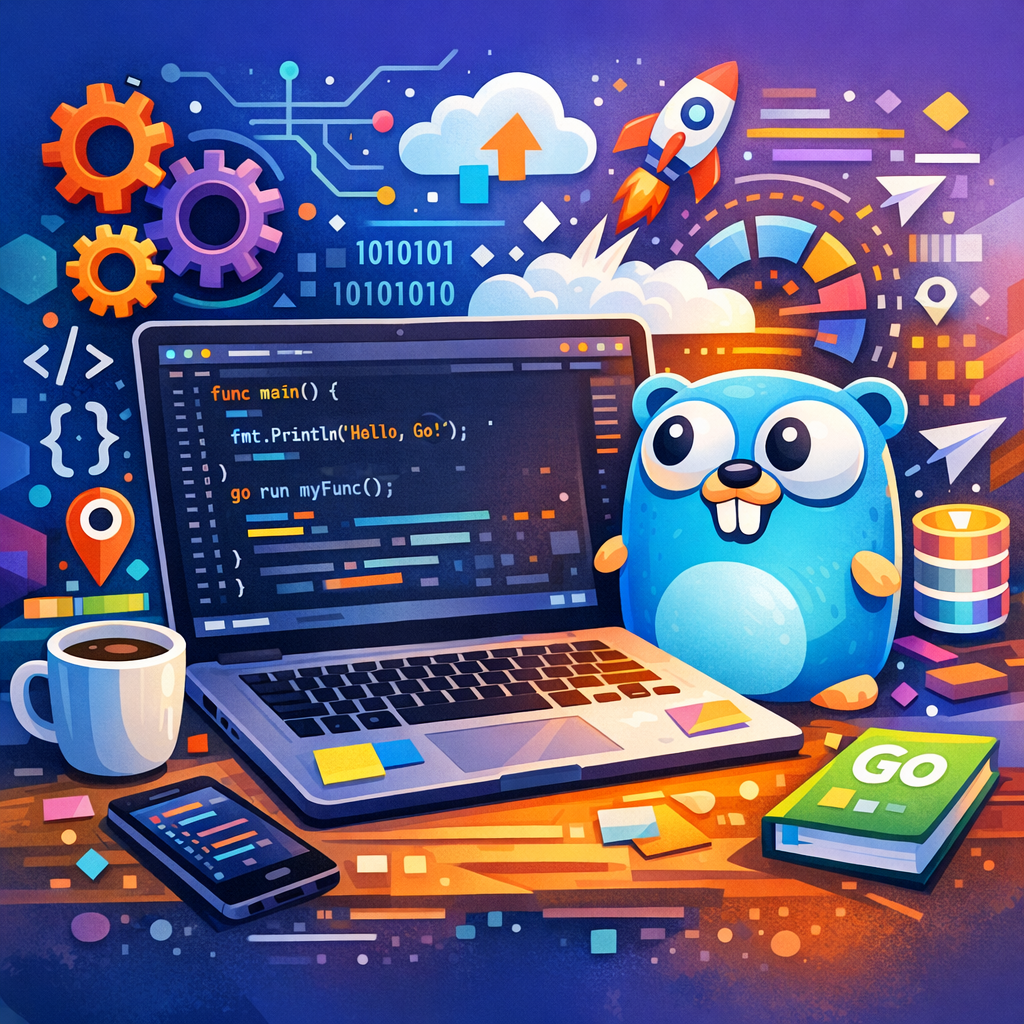 1010101
10101010
</>
{·}
func main() {
fmt.Println('Hello, Go!');
)
go run myFunc();
}
}
Go